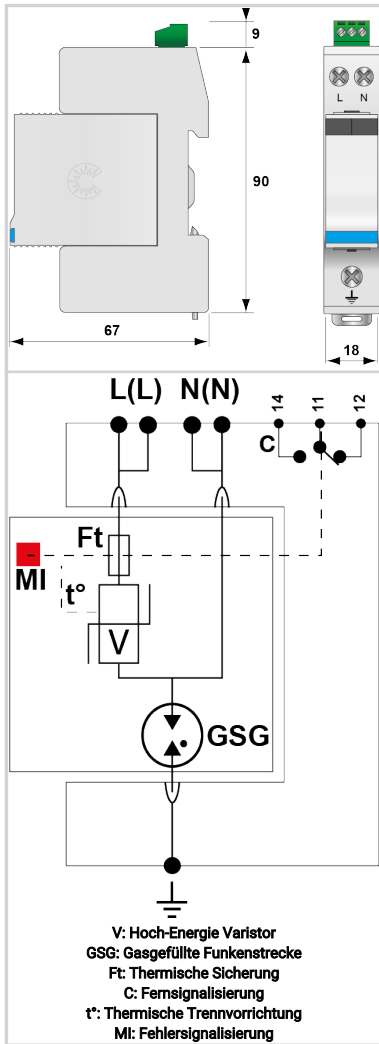 9
L N
90
67
18
L(L) N(N)
14 11 12
C
Ft
MI
t°
V
GSG
V: Hoch-Energie Varistor
GSG: Gasgefüllte Funkenstrecke
Ft: Thermische Sicherung
C: Fernsignalisierung
t°: Thermische Trennvorrichtung
MI: Fehlersignalisierung